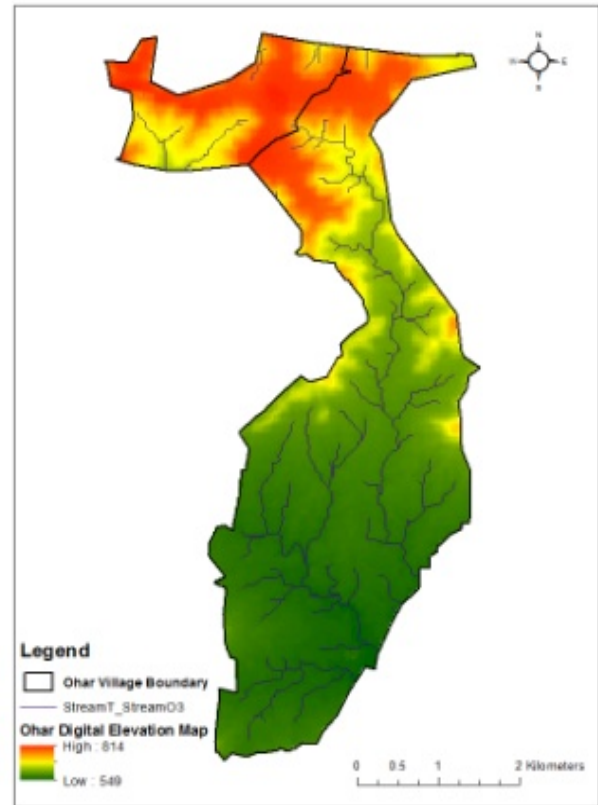 N
W E
S
Legend
Ohar Village Boundary
StreamT_StreamO3
Ohar Digital Elevation Map
High : 814
Low : 549
0 0.5 1 2 Kilometers